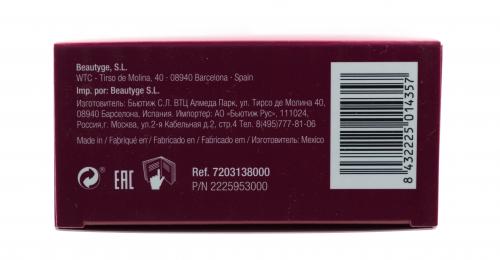 Beautyge, S.L.
WTC - Tirso de Molina, 40 - 08940 Barcelona - Spain
Imp. por: Beautyge S.L.
Изготовитель: Бьютиж С.Л. ВТЦ Алмеда Парк, ул. Тирсо де Молина 40,
08940 Барселона. Испания. Импортер: АО «Бьютиж Рус», 111024,
Россия,г. Москва, ул.2-я Кабельная д.2, стр.4 Тел. 8(495)777-81-06
Made in / Fabriqué en / Fabricado en / Fabricado em / Изготовитель: Mexico
EAC
Ref. 7203138000
P/N 2225953000
8 432225 014357